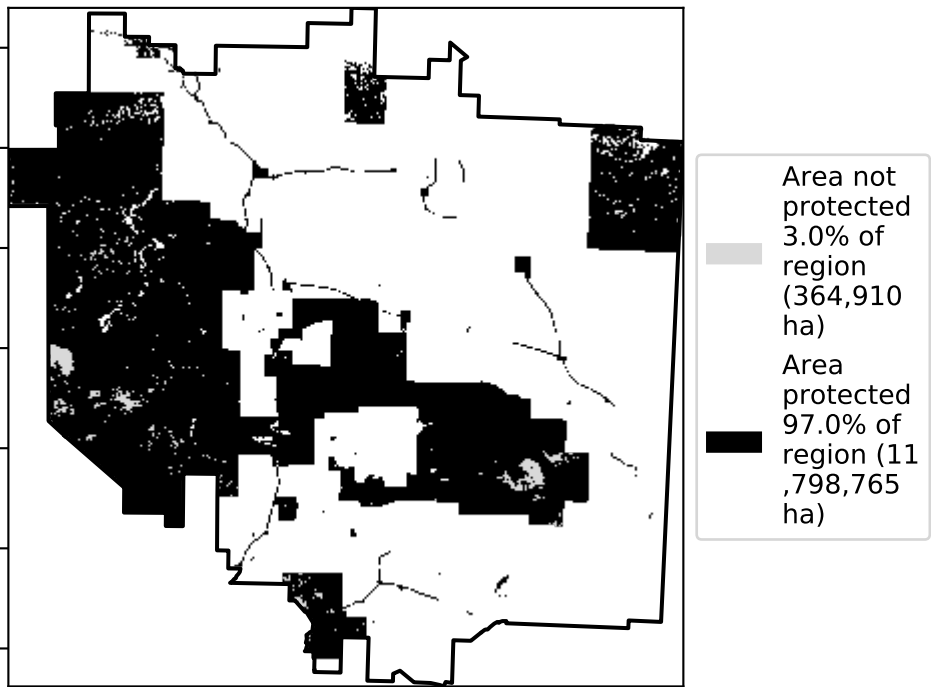 Area not
protected
3.0% of
region
(364,910
ha)
Area
protected
97.0% of
region (11
,798,765
ha)